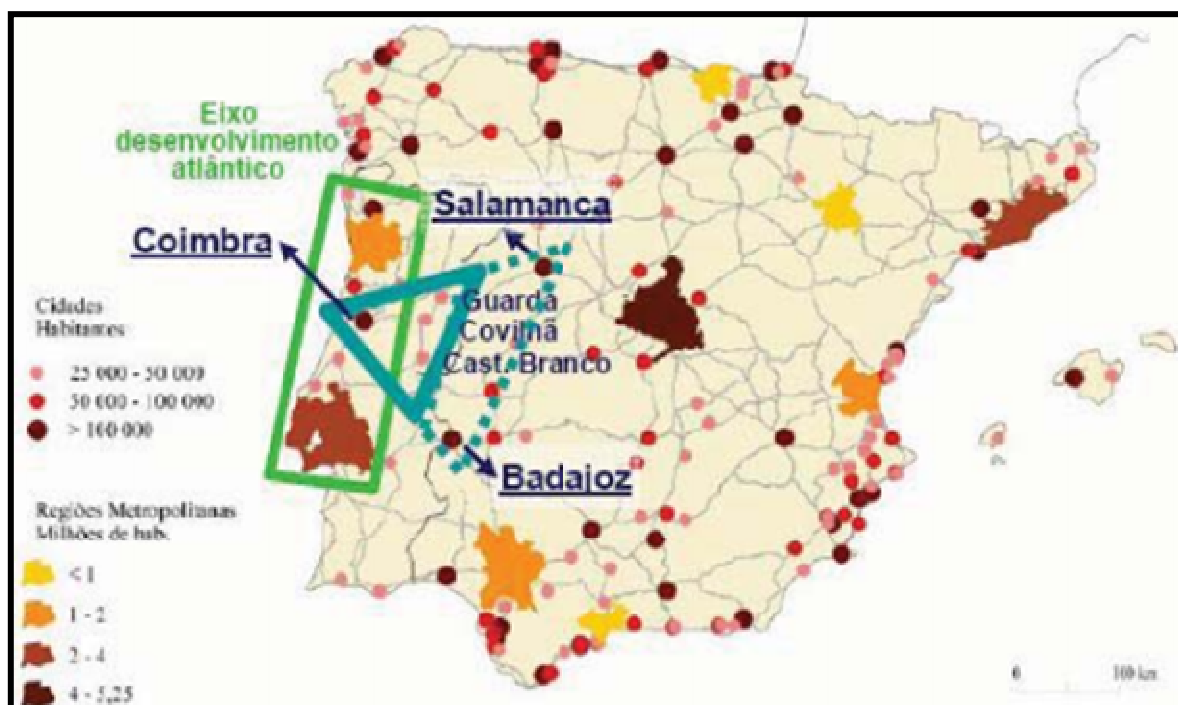 Eixo
desenvolvimento
atlântico
Salamanca
Coimbra
Guarda
Covilhã
Cast. Branco
Badajoz
Cidades
Habitantes
25 000 - 50 000
50 000 - 100 000
> 100 000
Regiões Metropolitanas
Milhões de hab.
< 1
1 - 2
2 - 4
4 - 5,25
0 100 km